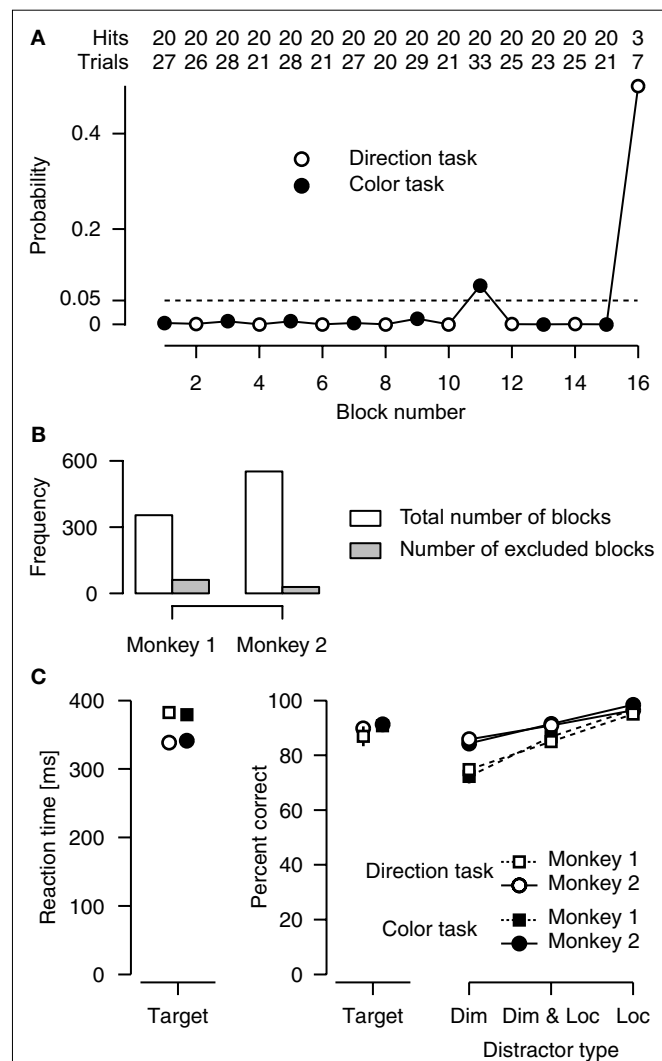 A
Hits 20 20 20 20 20 20 20 20 20 20 20 20 20 20 20 3
Trials 27 26 28 21 28 21 27 20 29 21 33 25 23 25 21 7
Probability
0.4
0.2
0.05
0
Direction task
Color task
2 4 6 8 10 12 14 16
Block number
B
Frequency
600
300
0
Total number of blocks
Number of excluded blocks
Monkey 1 Monkey 2
C
Reaction time [ms]
400
300
200
100
0
Target
Percent correct
100
80
60
40
20
0
Direction task
Monkey 1
Monkey 2
Color task
Monkey 1
Monkey 2
Target Dim Dim & Loc Loc
Distractor type